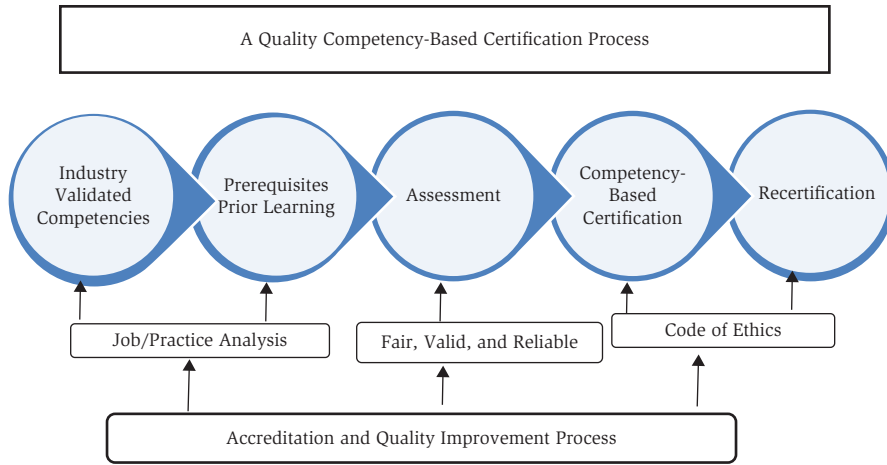 A Quality Competency-Based Certification Process
Industry
Validated
Competencies
Prerequisites
Prior Learning
Assessment
Competency-
Based
Certification
Recertification
Job/Practice Analysis
Fair, Valid, and Reliable
Code of Ethics
Accreditation and Quality Improvement Process